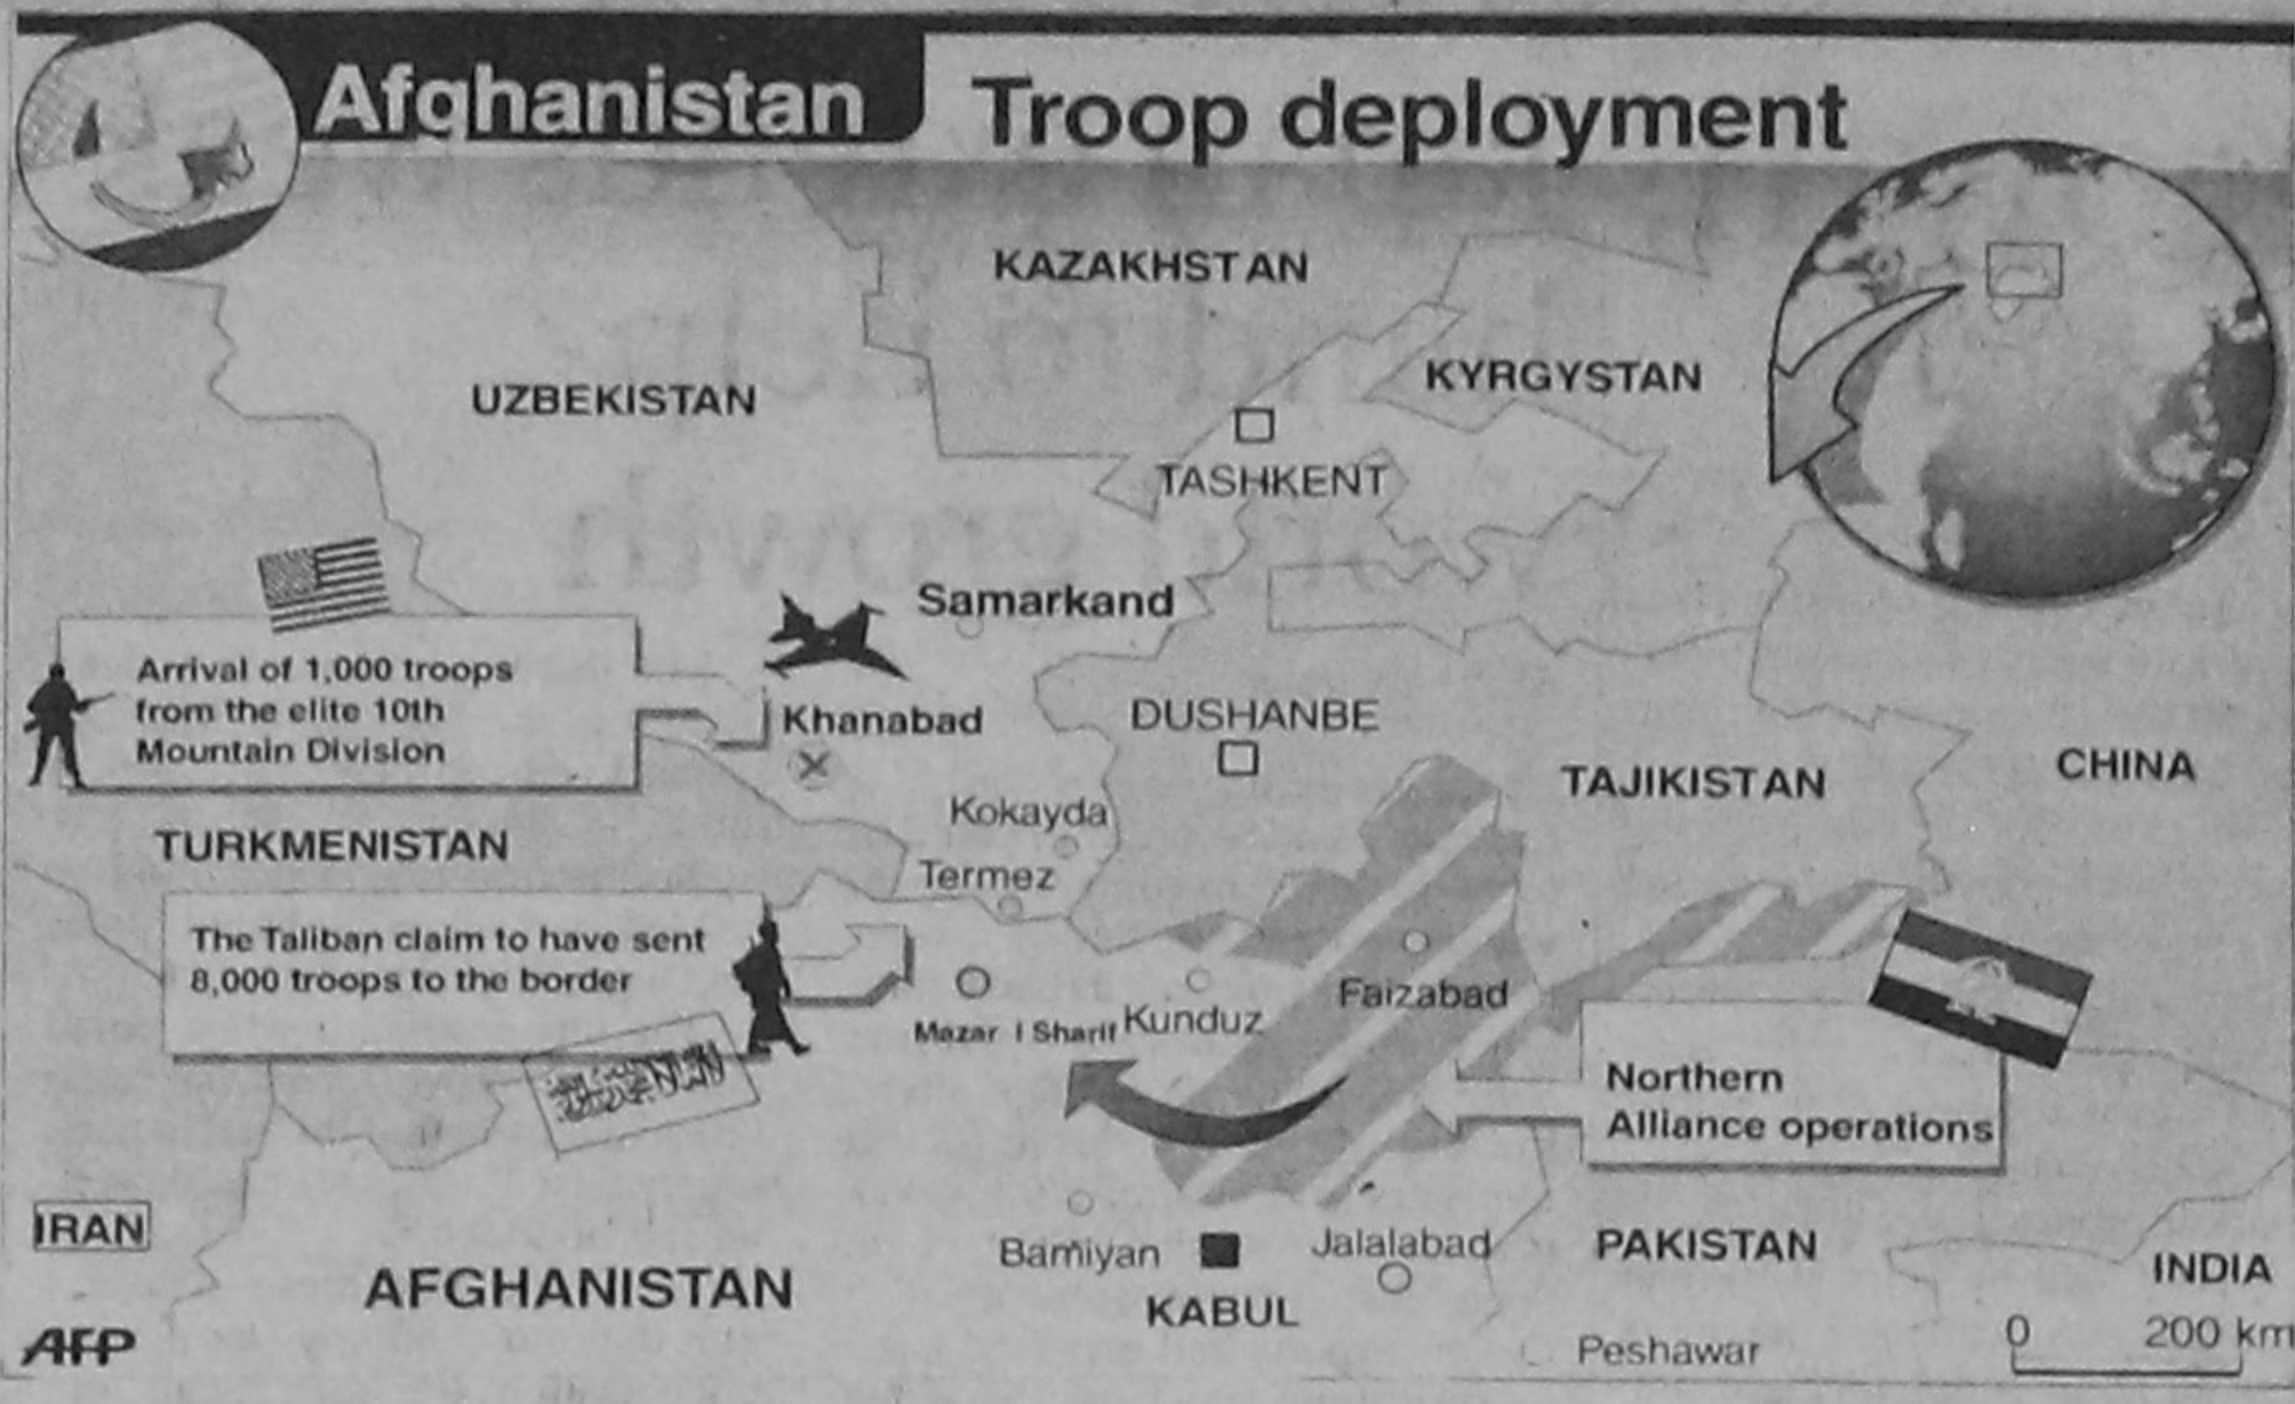 Afghanistan
Troop deployment
KAZAKHSTAN
UZBEKISTAN
KYRGYSTAN
TASHKENT
Samarkand
Arrival of 1,000 troops
from the elite 10th
Mountain Division
Khanabad
DUSHANBE
TAJIKISTAN
CHINA
Kokayda
TURKMENISTAN
Termez
The Taliban claim to have sent
8,000 troops to the border
Mazar I Sharif
Kunduz
Faizabad
Northern
Alliance operations
IRAN
AFGHANISTAN
Bamiyan
KABUL
Jalalabad
PAKISTAN
INDIA
Peshawar
0 200 km
AFP